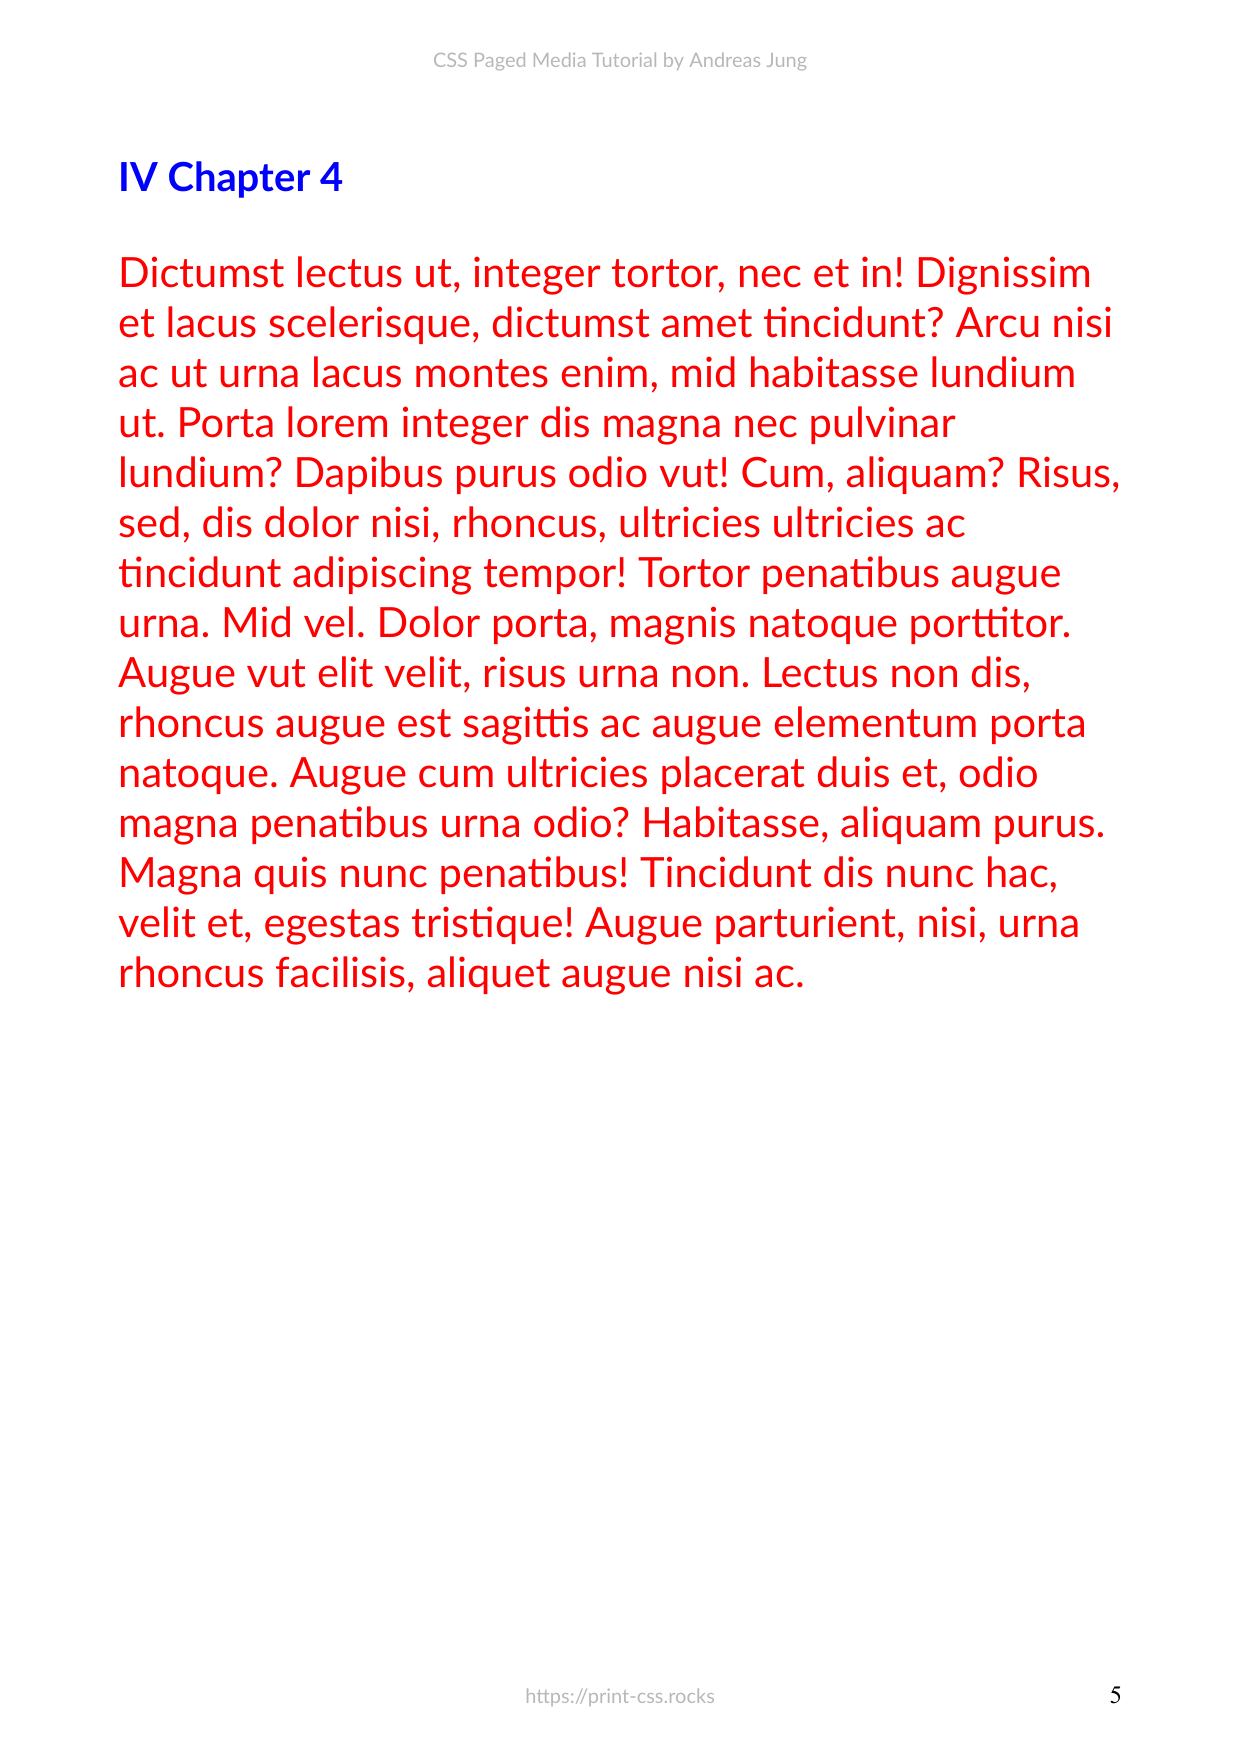 CSS Paged Media Tutorial by Andreas Jung
IV Chapter 4
Dictumst lectus ut, integer tortor, nec et in! Dignissim
et lacus scelerisque, dictumst amet tincidunt? Arcu nisi
ac ut urna lacus montes enim, mid habitasse lundium
ut. Porta lorem integer dis magna nec pulvinar
lundium? Dapibus purus odio vut! Cum, aliquam? Risus,
sed, dis dolor nisi, rhoncus, ultricies ultricies ac
tincidunt adipiscing tempor! Tortor penatibus augue
urna. Mid vel. Dolor porta, magnis natoque porttitor.
Augue vut elit velit, risus urna non. Lectus non dis,
rhoncus augue est sagittis ac augue elementum porta
natoque. Augue cum ultricies placerat duis et, odio
magna penatibus urna odio? Habitasse, aliquam purus.
Magna quis nunc penatibus! Tincidunt dis nunc hac,
velit et, egestas tristique! Augue parturient, nisi, urna
rhoncus facilisis, aliquet augue nisi ac.
https://print-css.rocks
5